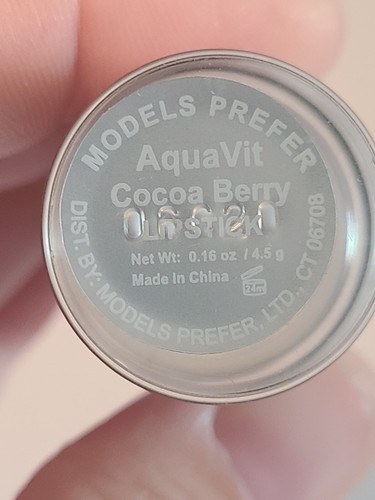 MODELS PREFER
AquaVit
Cocoa Berry
LIPSTICK
Net Wt: 0.16 oz / 4.5 g
Made in China
24m
DIST. BY: MODELS PREFER, LTD., CT 06708